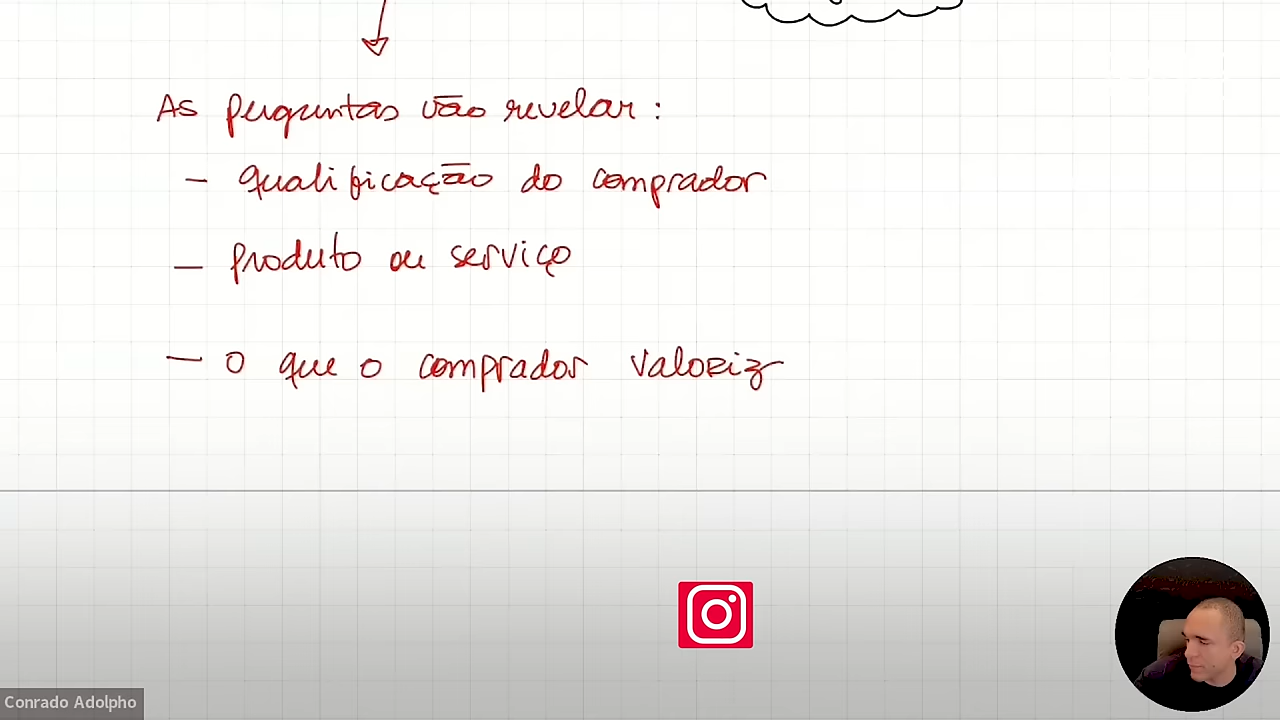 As perguntas vão revelar:
- qualificação do comprador
- produto ou serviço
- o que o comprador valoriz
Conrado Adolpho